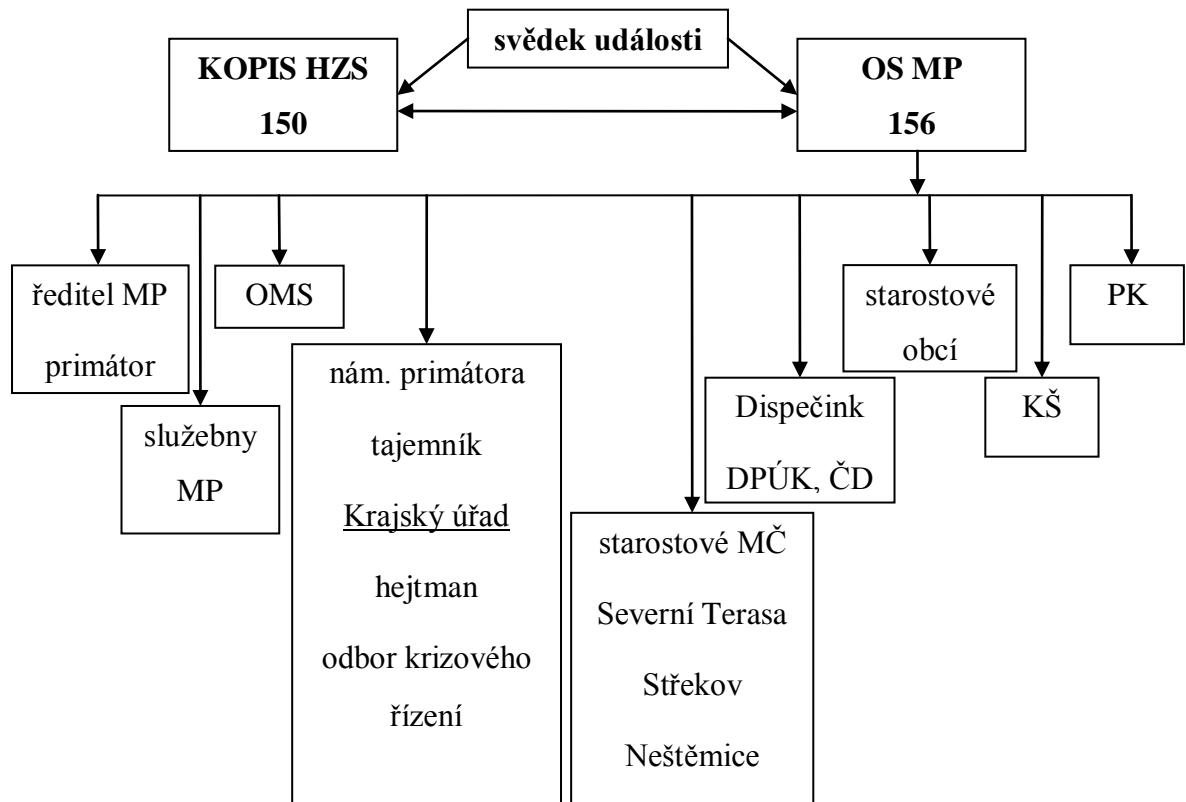 svědek události
KOPIS HZS
150
OS MP
156
ředitel MP
primátor
služebny
MP
OMS
nám. primátora
tajemník
Krajský úřad
hejtman
odbor krizového
řízení
starostové MČ
Severní Terasa
Střekov
Neštěmice
Dispečink
DPÚK, ČD
starostové
obcí
KŠ
PK